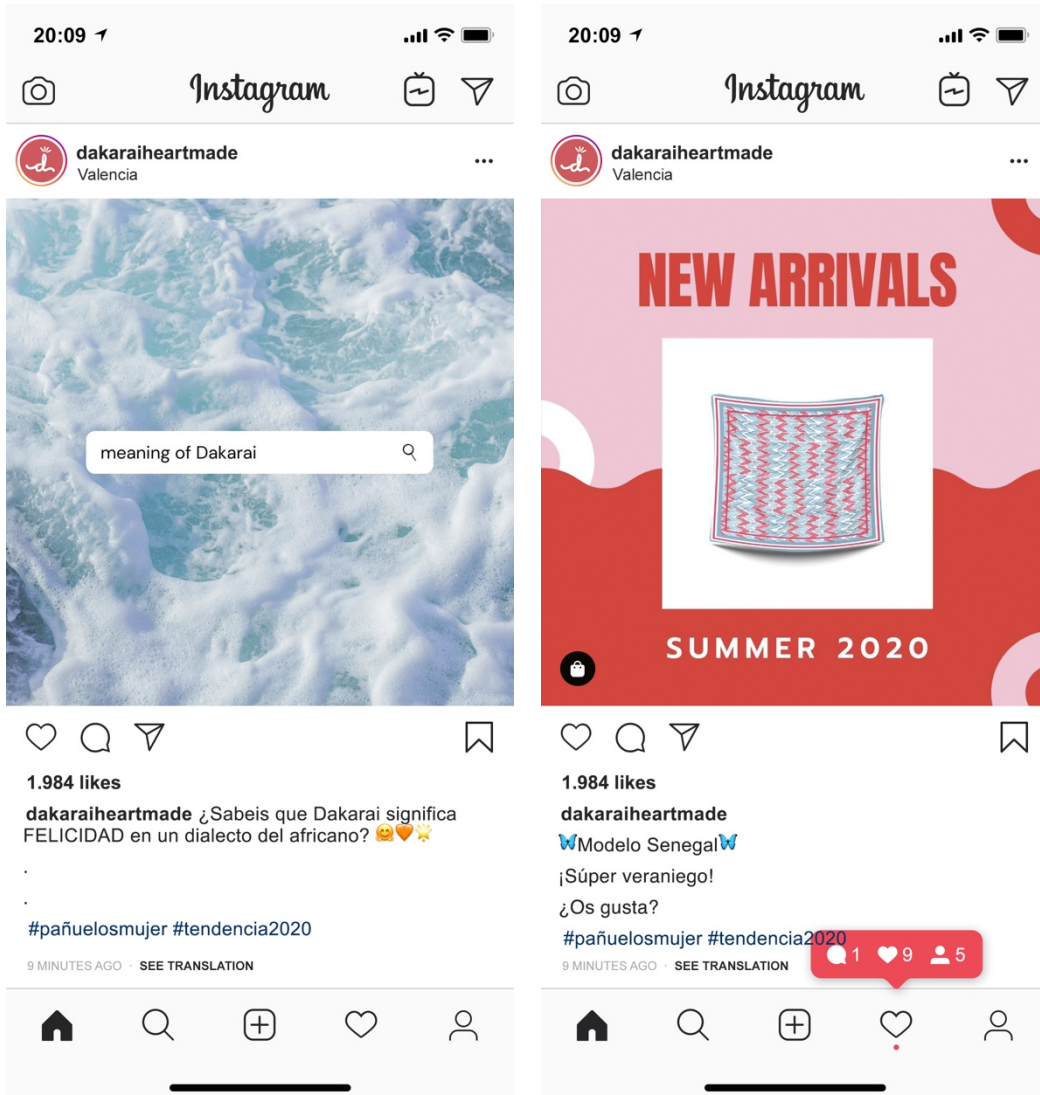 20:09
Instagram
dakaraiheartmade
Valencia
meaning of Dakarai
1.984 likes
dakaraiheartmade ¿Sabeis que Dakarai significa
FELICIDAD en un dialecto del africano? 🤗🧡🌟
.
.
#pañuelosmujer #tendencia2020
9 MINUTES AGO · SEE TRANSLATION
20:09
Instagram
dakaraiheartmade
Valencia
NEW ARRIVALS
SUMMER 2020
1.984 likes
dakaraiheartmade
🦋Modelo Senegal🦋
¡Súper veraniego!
¿Os gusta?
#pañuelosmujer #tendencia2020
1 9 5
9 MINUTES AGO · SEE TRANSLATION